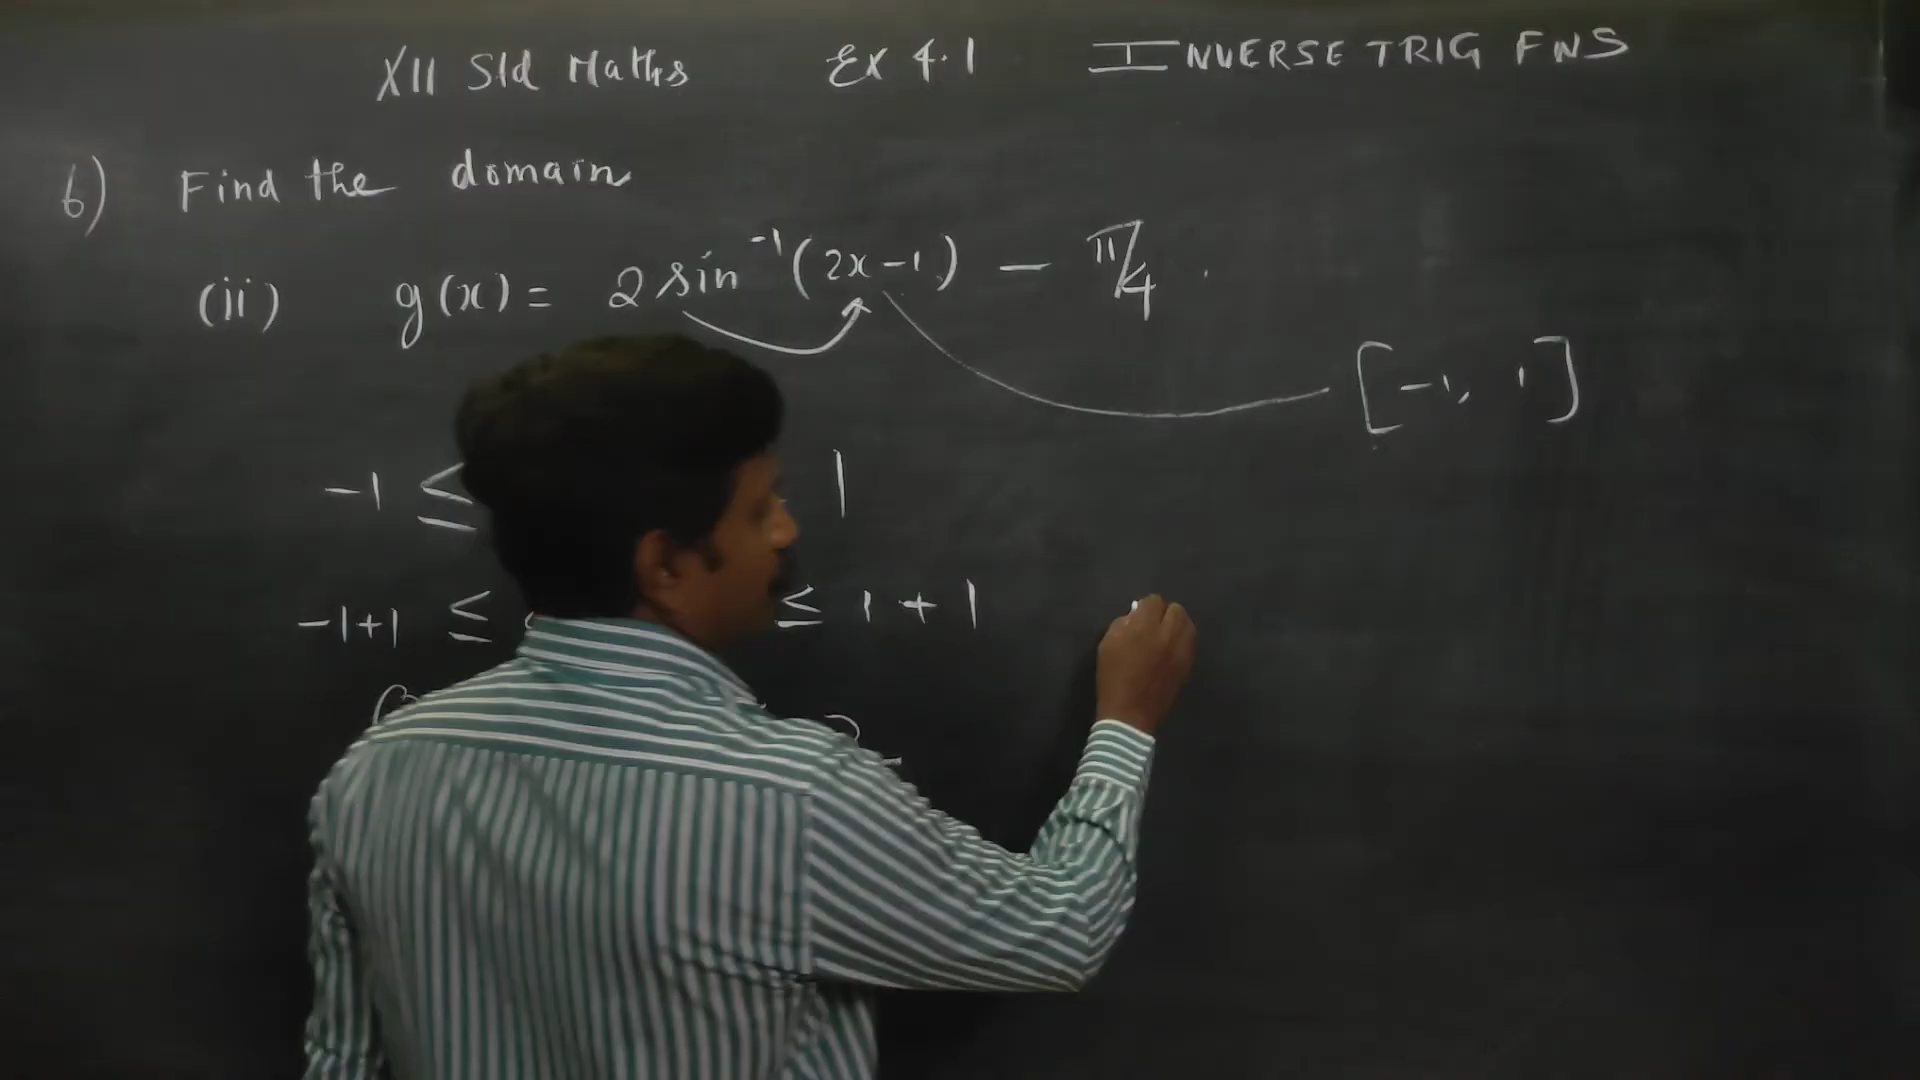 XII Std Maths Ex 4.1 INVERSE TRIG FNS
6) Find the domain
(ii) g(x) = 2 sin⁻¹(2x-1) - π/4 .
[-1, 1]
-1 ≤ 1
-1+1 ≤ ≤ 1 + 1
2